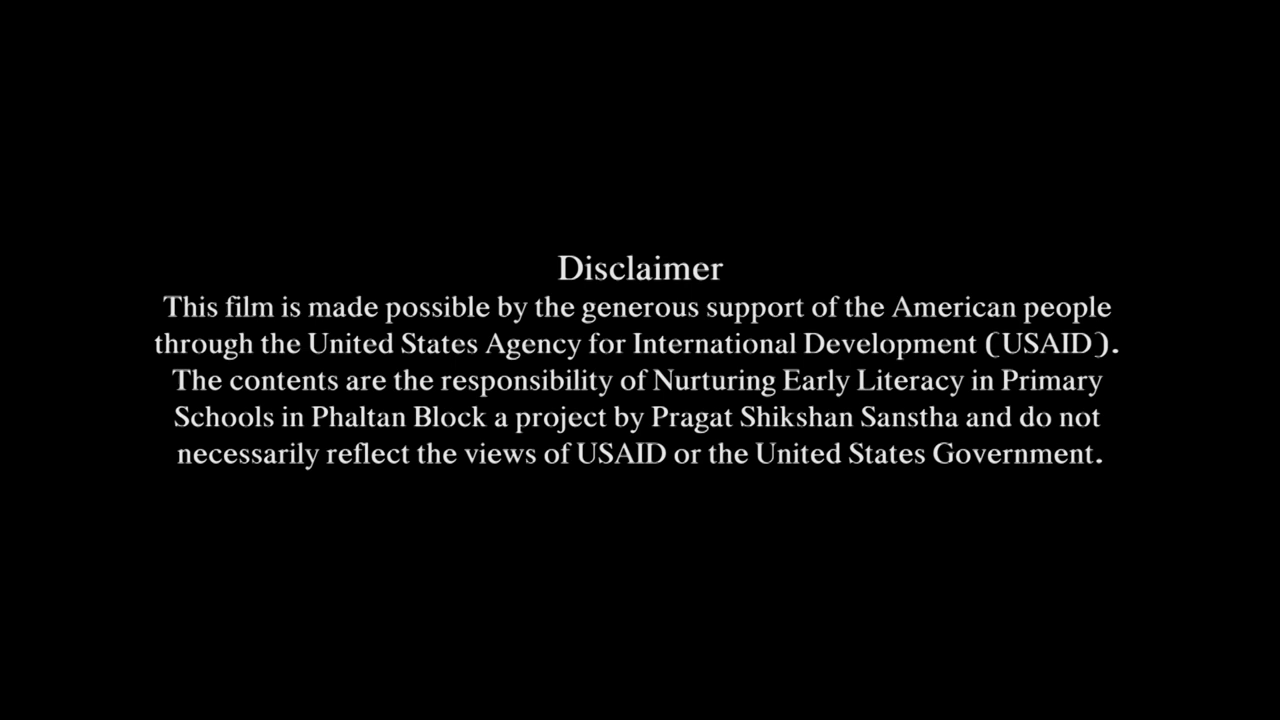 Disclaimer
This film is made possible by the generous support of the American people
through the United States Agency for International Development (USAID).
The contents are the responsibility of Nurturing Early Literacy in Primary
Schools in Phaltan Block a project by Pragat Shikshan Sanstha and do not
necessarily reflect the views of USAID or the United States Government.